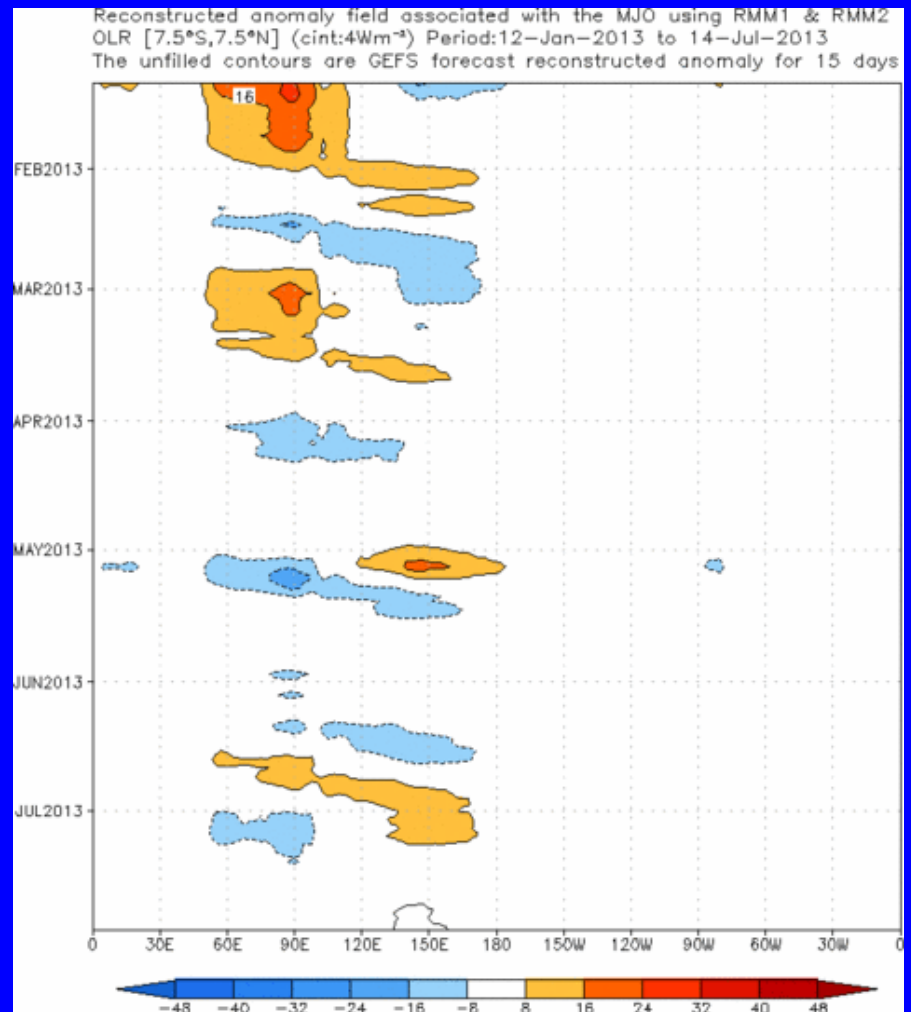 Reconstructed anomaly field associated with the MJO using RMM1 & RMM2
OLR [7.5°S,7.5°N] (cint:4Wm⁻²) Period:12-Jan-2013 to 14-Jul-2013
The unfilled contours are GEFS forecast reconstructed anomaly for 15 days
16
FEB2013
MAR2013
APR2013
MAY2013
JUN2013
JUL2013
0 30E 60E 90E 120E 150E 180 150W 120W 90W 60W 30W 0
-48 -40 -32 -24 -16 -8 8 16 24 32 40 48